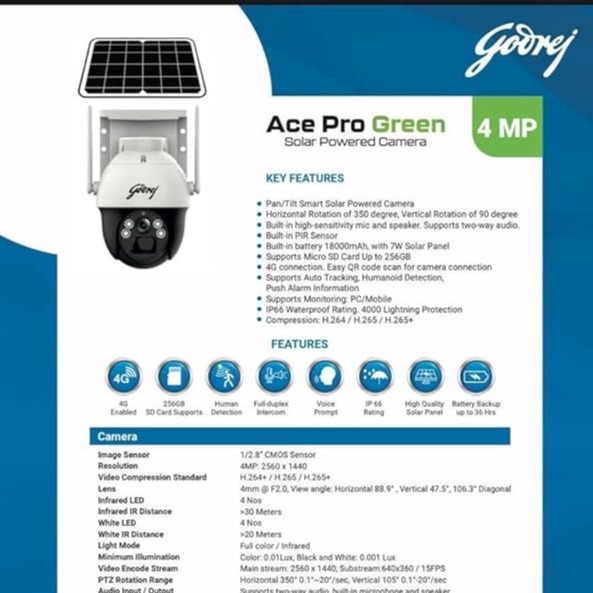 Godrej
Ace Pro Green
Solar Powered Camera
4 MP
Godrej
KEY FEATURES
Pan/Tilt Smart Solar Powered Camera
Horizontal Rotation of 350 degree, Vertical Rotation of 90 degree
Built-in high-sensitivity mic and speaker. Supports two-way audio.
Built-in PIR Sensor
Built-in battery 18000mAh, with 7W Solar Panel
Supports Micro SD Card Up to 256GB
4G connection. Easy QR code scan for camera connection
Supports Auto Tracking, Humanoid Detection,
Push Alarm Information
Supports Monitoring: PC/Mobile
IP66 Waterproof Rating. 4000 Lightning Protection
Compression: H.264 / H.265 / H.265+
FEATURES
4G
4G
Enabled
256GB
SD Card Supports
Human
Detection
Full-duplex
Intercom
Voice
Prompt
IP 66
Rating
High Quality
Solar Panel
Battery Backup
up to 36 Hrs
Camera
Image Sensor 1/2.8" CMOS Sensor
Resolution 4MP: 2560 x 1440
Video Compression Standard H.264+ / H.265 / H.265+
Lens 4mm @ F2.0, View angle: Horizontal 88.9° , Vertical 47.5°, 106.3° Diagonal
Infrared LED 4 Nos
Infrared IR Distance >30 Meters
White LED 4 Nos
White IR Distance >20 Meters
Light Mode Full color / Infrared
Minimum Illumination Color: 0.01Lux, Black and White: 0.001 Lux
Video Encode Stream Main stream: 2560 x 1440; Substream:640x360 / 15FPS
PTZ Rotation Range Horizontal 350° 0.1°~20°/sec, Vertical 105° 0.1°-20°/sec
Audio Input / Output Supports two-way audio, built-in microphone and speaker